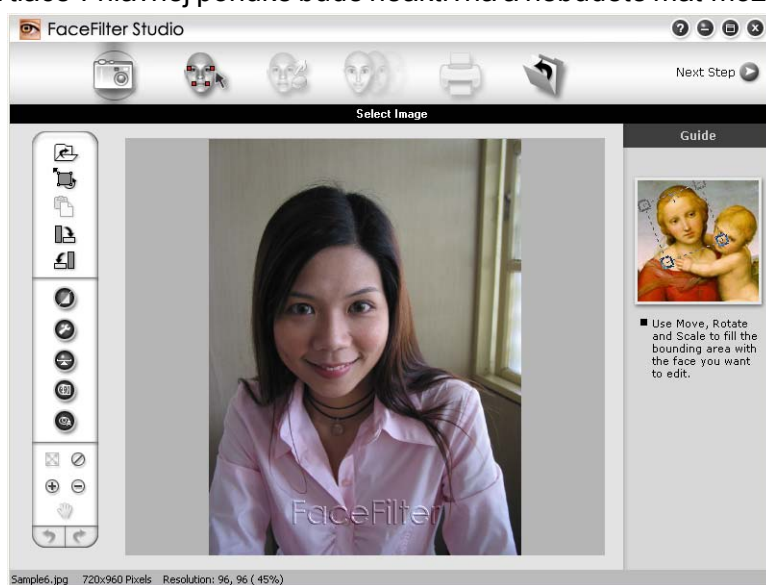 FaceFilter Studio
Next Step
Select Image
Guide
Use Move, Rotate
and Scale to fill the
bounding area with
the face you want
to edit.
FaceFilter
Sample6.jpg 720x960 Pixels Resolution: 96, 96 ( 45%)